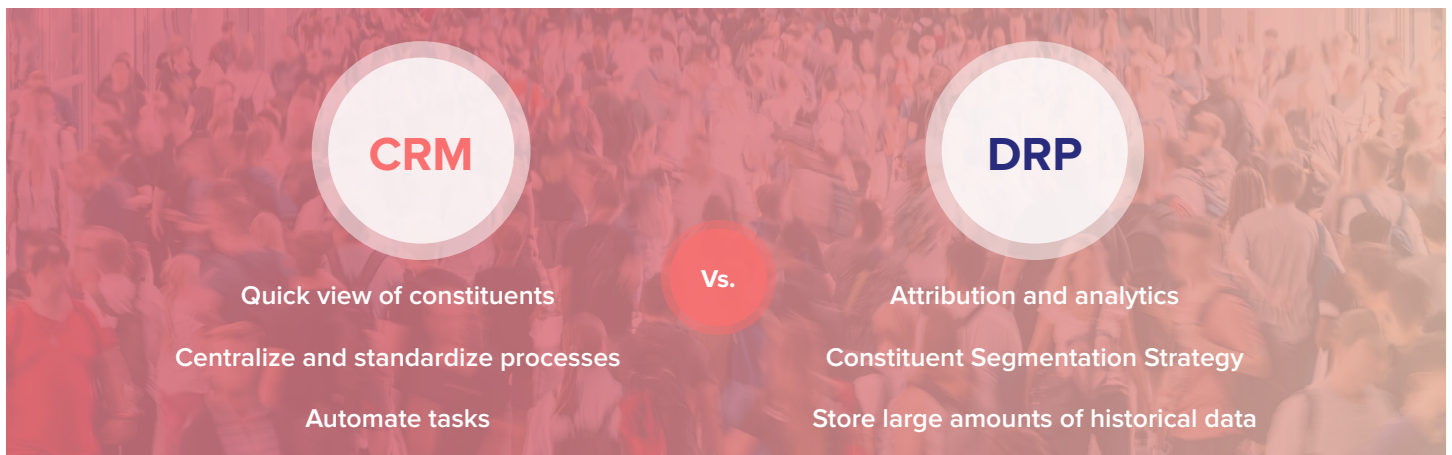 CRM
Quick view of constituents
Centralize and standardize processes
Automate tasks
Vs.
DRP
Attribution and analytics
Constituent Segmentation Strategy
Store large amounts of historical data